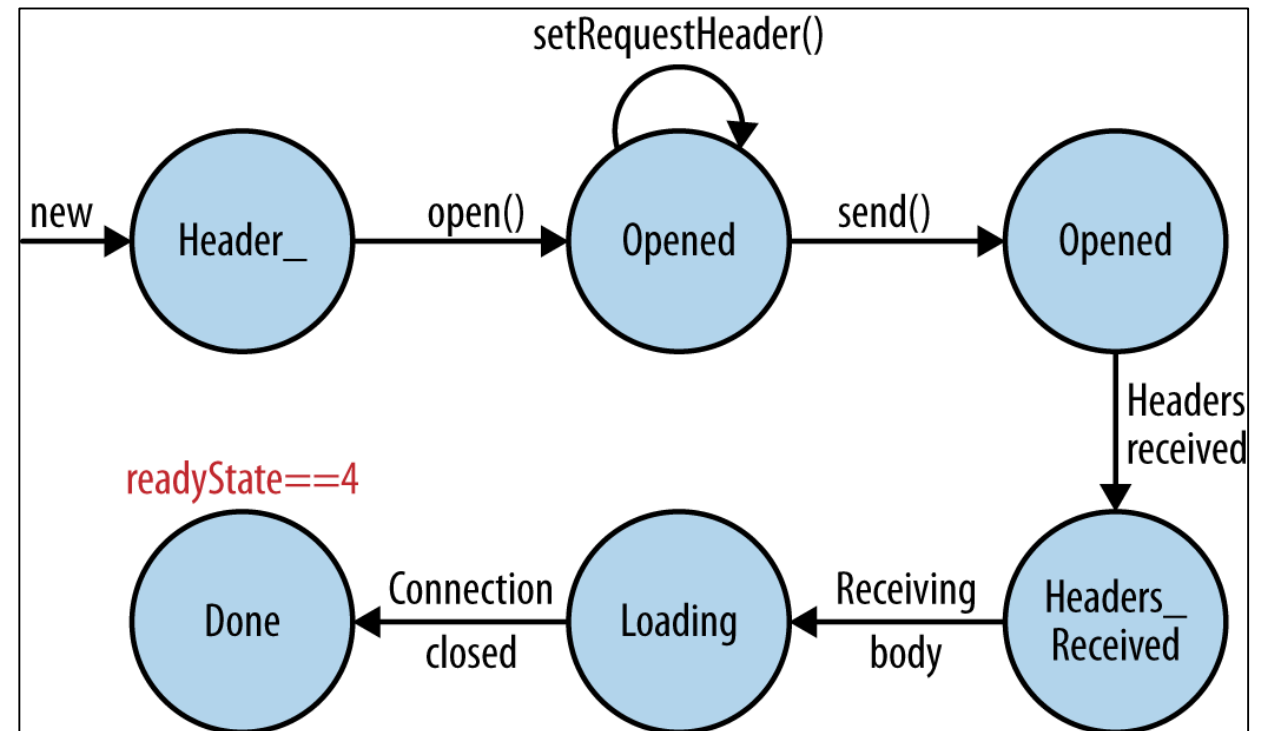 setRequestHeader()
new
Header_
open()
Opened
send()
Opened
Headers
received
readyState==4
Done
Connection
closed
Loading
Receiving
body
Headers_
Received